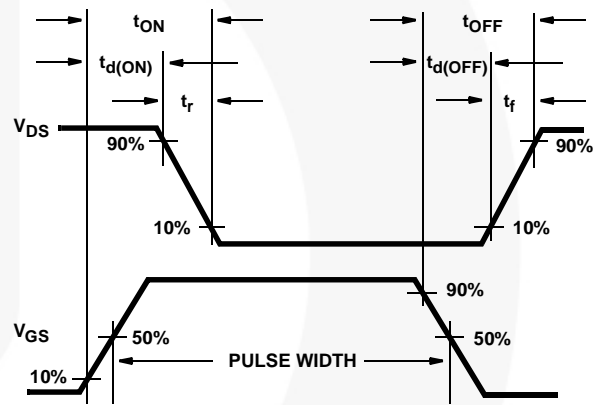 tON tOFF
td(ON) td(OFF)
tr tf
VDS
90% 90%
10% 10%
90%
VGS 50% 50%
PULSE WIDTH
10%